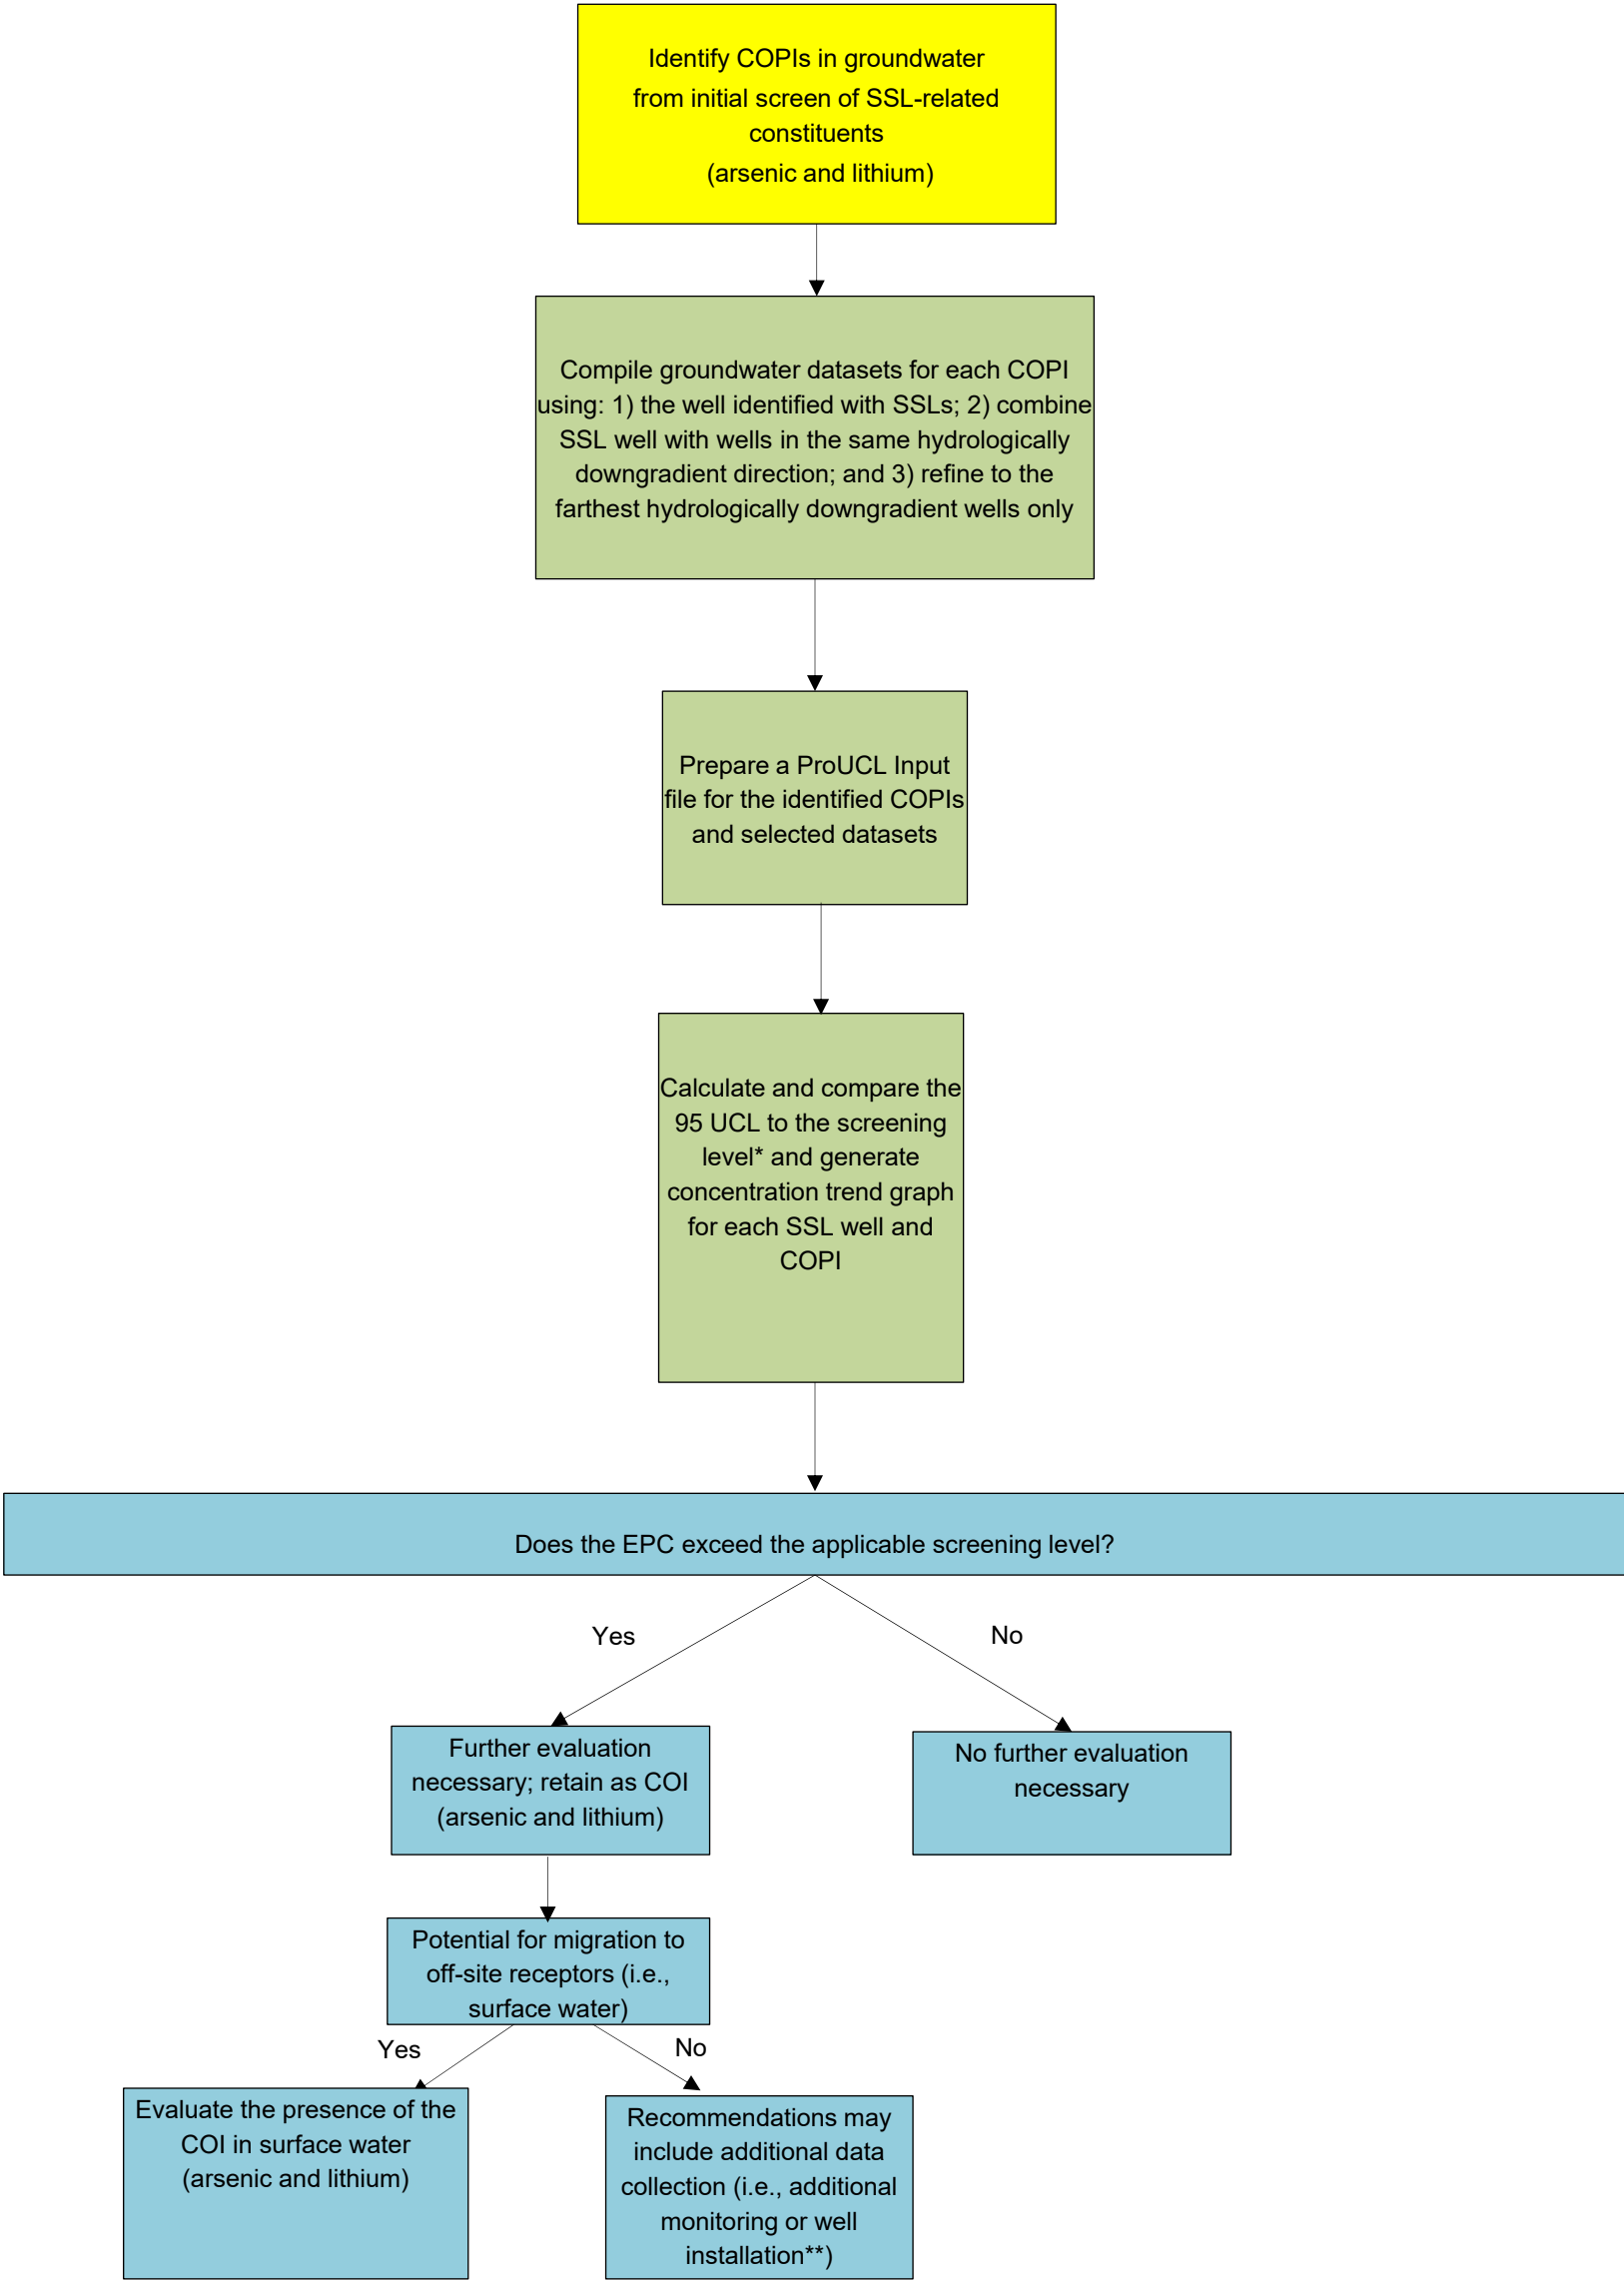 Identify COPIs in groundwater
from initial screen of SSL-related
constituents
(arsenic and lithium)
Compile groundwater datasets for each COPI
using: 1) the well identified with SSLs; 2) combine
SSL well with wells in the same hydrologically
downgradient direction; and 3) refine to the
farthest hydrologically downgradient wells only
Prepare a ProUCL Input
file for the identified COPIs
and selected datasets
Calculate and compare the
95 UCL to the screening
level* and generate
concentration trend graph
for each SSL well and
COPI
Does the EPC exceed the applicable screening level?
Yes
No
Further evaluation
necessary; retain as COI
(arsenic and lithium)
No further evaluation
necessary
Potential for migration to
off-site receptors (i.e.,
surface water)
Yes
No
Evaluate the presence of the
COI in surface water
(arsenic and lithium)
Recommendations may
include additional data
collection (i.e., additional
monitoring or well
installation**)